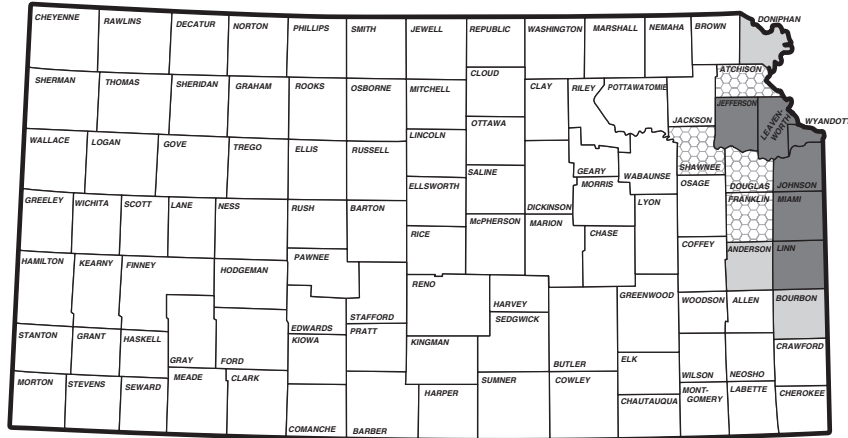 CHEYENNE
RAWLINS
DECATUR
NORTON
PHILLIPS
SMITH
JEWELL
REPUBLIC
WASHINGTON
MARSHALL
NEMAHA
BROWN
DONIPHAN
SHERMAN
THOMAS
SHERIDAN
GRAHAM
ROOKS
OSBORNE
MITCHELL
CLOUD
CLAY
RILEY
POTTAWATOMIE
JACKSON
ATCHISON
JEFFERSON
LEAVEN-
WORTH
WYANDOTT
WALLACE
LOGAN
GOVE
TREGO
ELLIS
RUSSELL
LINCOLN
OTTAWA
SALINE
ELLSWORTH
DICKINSON
GEARY
MORRIS
WABAUNSE
SHAWNEE
OSAGE
DOUGLAS
JOHNSON
GREELEY
WICHITA
SCOTT
LANE
NESS
RUSH
BARTON
RICE
McPHERSON
MARION
CHASE
LYON
COFFEY
FRANKLIN
MIAMI
ANDERSON
LINN
HAMILTON
KEARNY
FINNEY
HODGEMAN
PAWNEE
EDWARDS
STAFFORD
RENO
HARVEY
SEDGWICK
BUTLER
GREENWOOD
WOODSON
ALLEN
BOURBON
STANTON
GRANT
HASKELL
GRAY
FORD
KIOWA
PRATT
KINGMAN
ELK
WILSON
NEOSHO
CRAWFORD
MORTON
STEVENS
SEWARD
MEADE
CLARK
COMANCHE
BARBER
HARPER
SUMNER
COWLEY
CHAUTAUQUA
MONT-
GOMERY
LABETTE
CHEROKEE